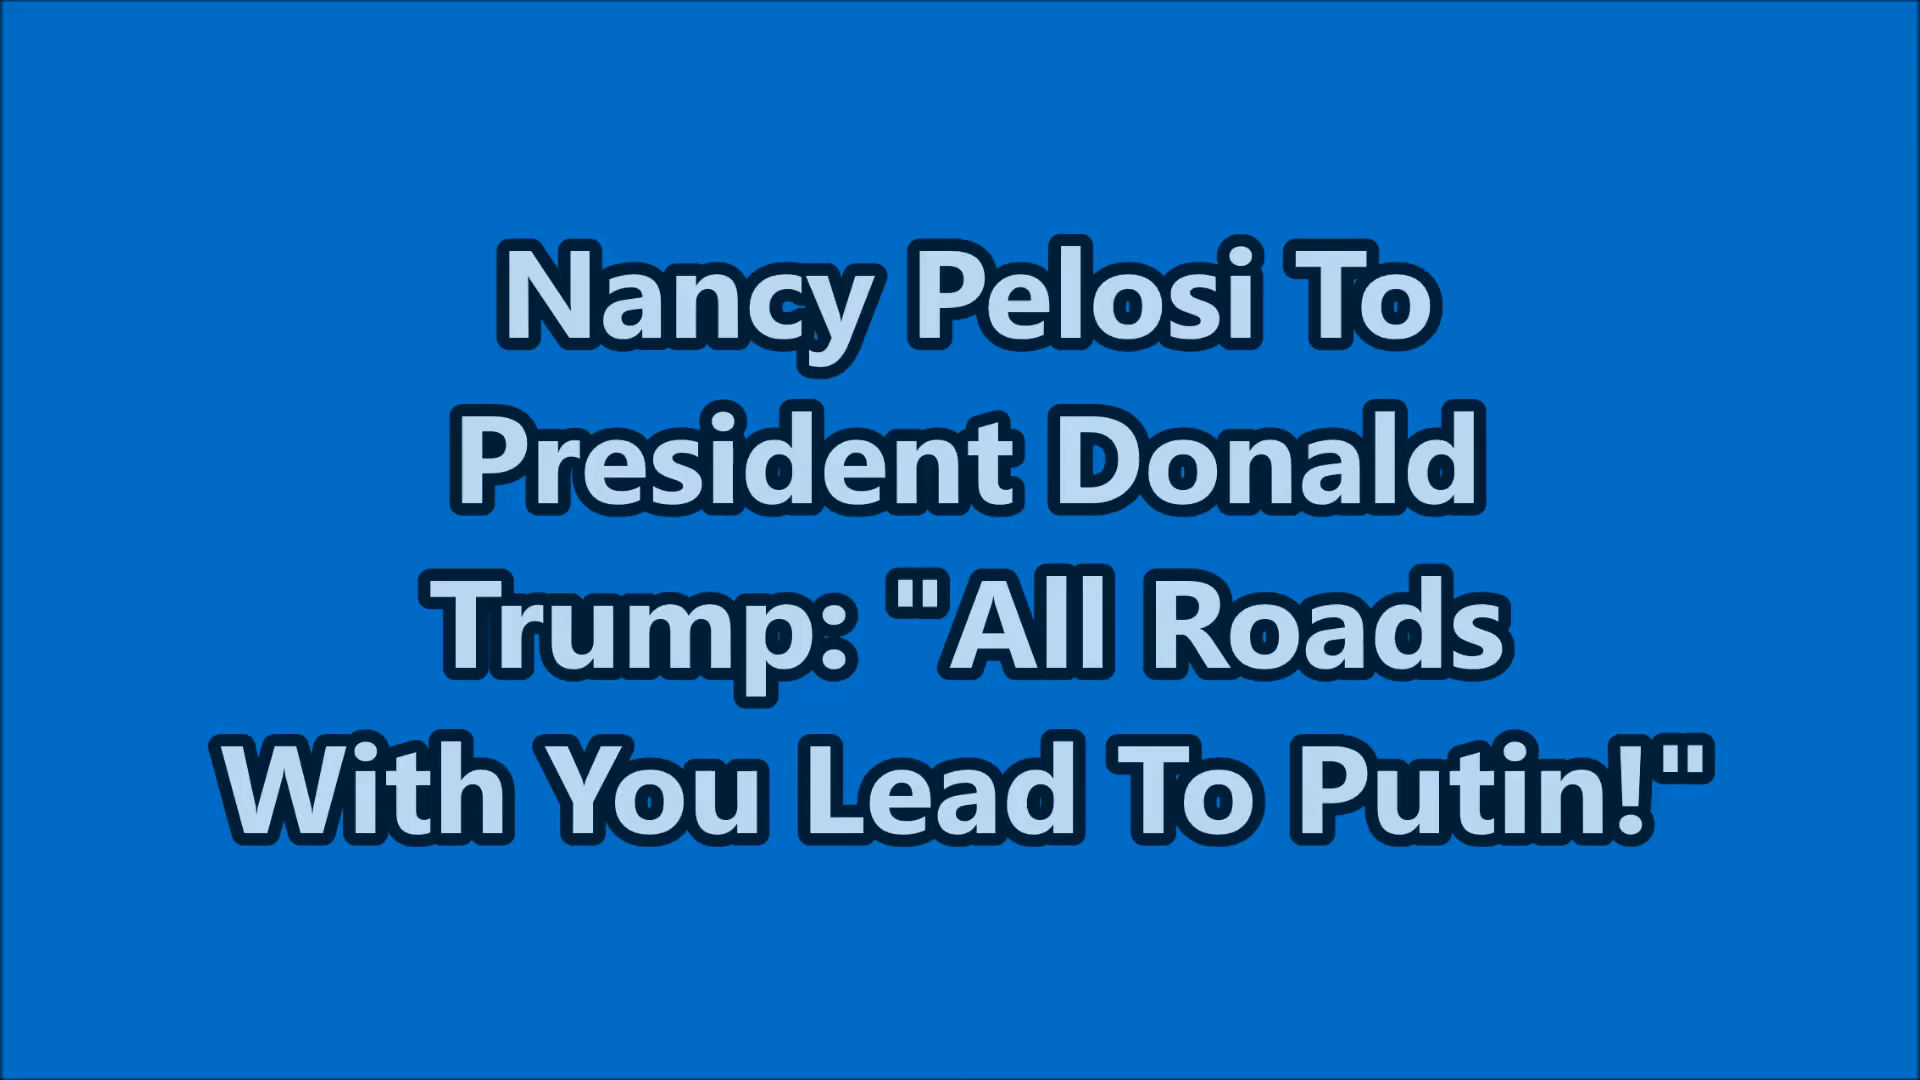 Nancy Pelosi To
President Donald
Trump: "All Roads
With You Lead To Putin!"